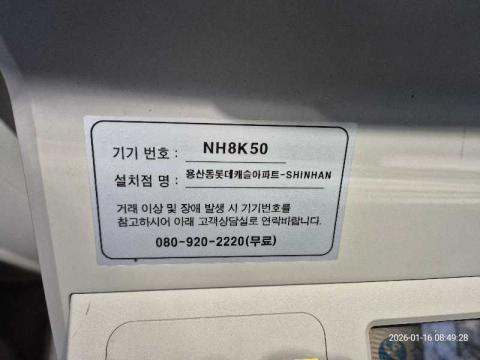 기기 번호 : NH8K50
설치점 명 : 용산동롯데캐슬아파트-SHINHAN
거래 이상 및 장애 발생 시 기기번호를
참고하시어 아래 고객상담실로 연락바랍니다.
080-920-2220(무료)
2026-01-16 08:49:28